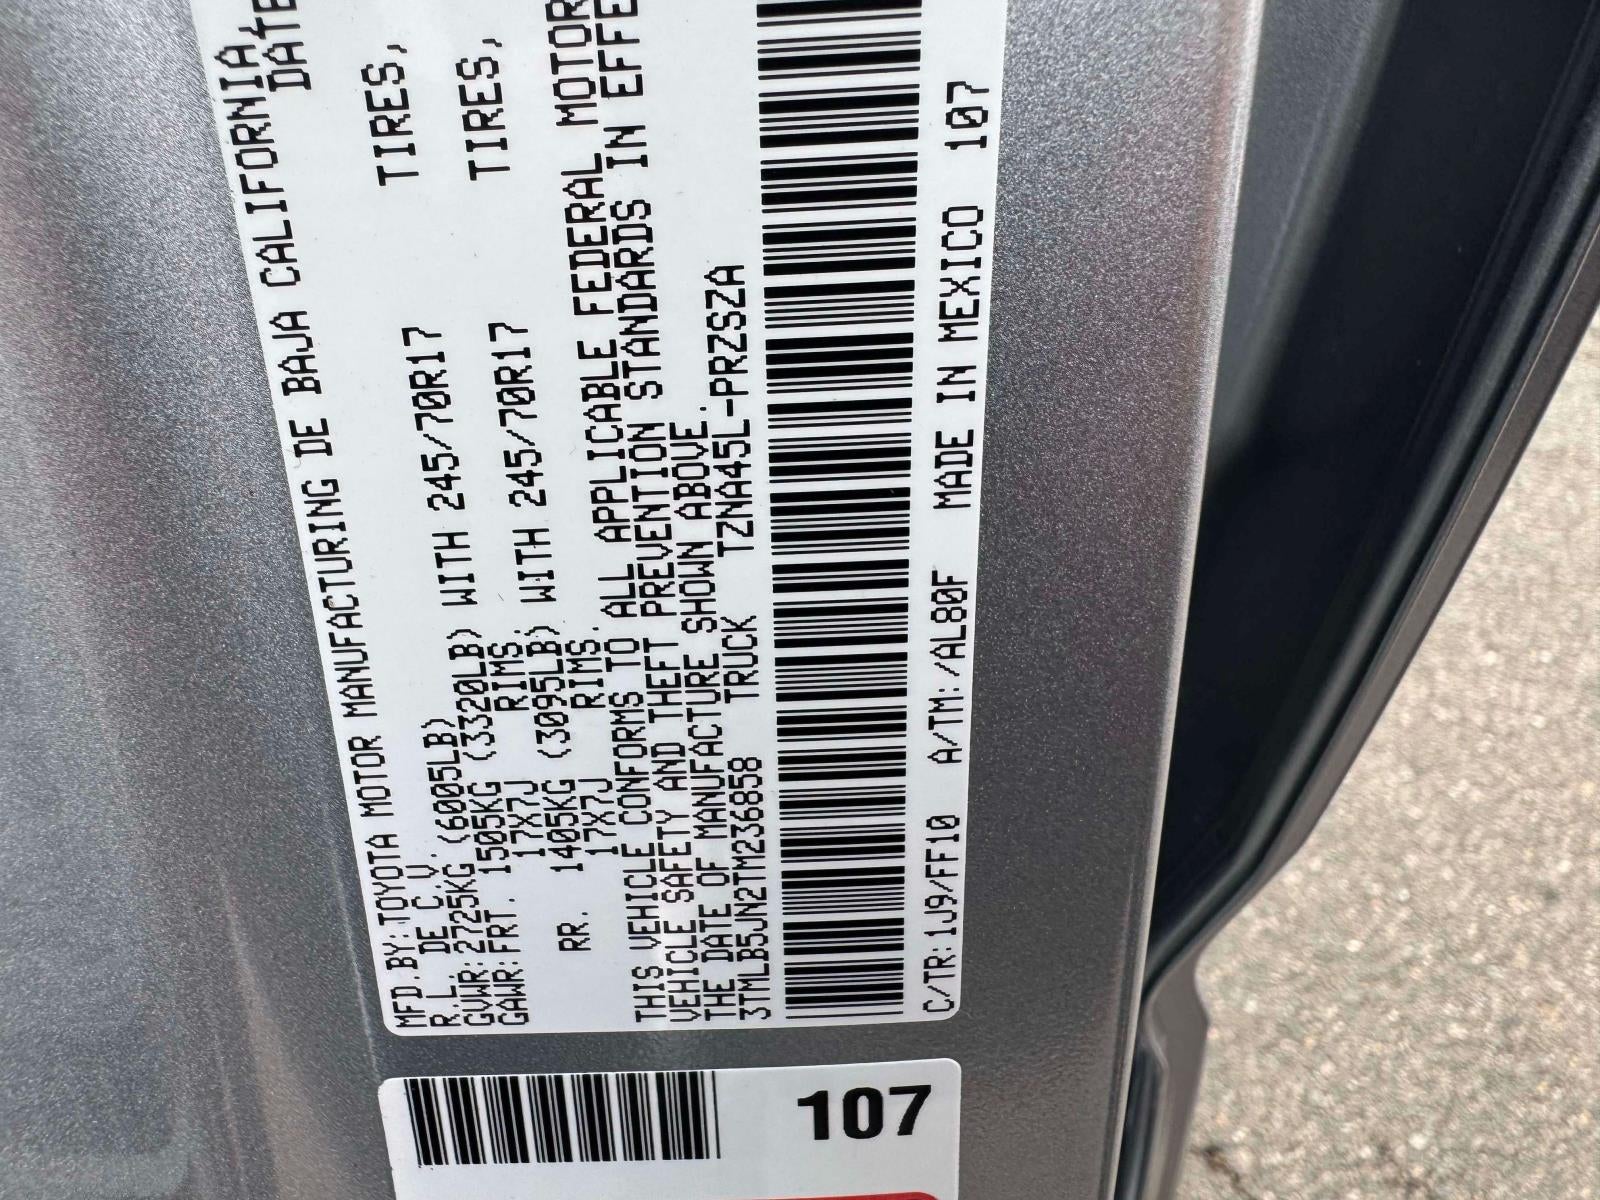 MFD.BY:TOYOTA MOTOR MANUFACTURING DE BAJA CALIFORNIA,
R.L. DE C.V. DATE
GVWR:2725KG (6005LB)
GAWR:FRT. 1505KG (3320LB) WITH 245/70R17 TIRES,
17X7J RIMS.
RR. 1405KG (3095LB) WITH 245/70R17 TIRES,
17X7J RIMS.
THIS VEHICLE CONFORMS TO ALL APPLICABLE FEDERAL MOTOR
VEHICLE SAFETY AND THEFT PREVENTION STANDARDS IN EFFE
THE DATE OF MANUFACTURE SHOWN ABOVE.
3TMLB5JN2TM236858 TRUCK TZNA45L-PRZSZA
C/TR:1J9/FF10 A/TM:/AL80F MADE IN MEXICO 107
107